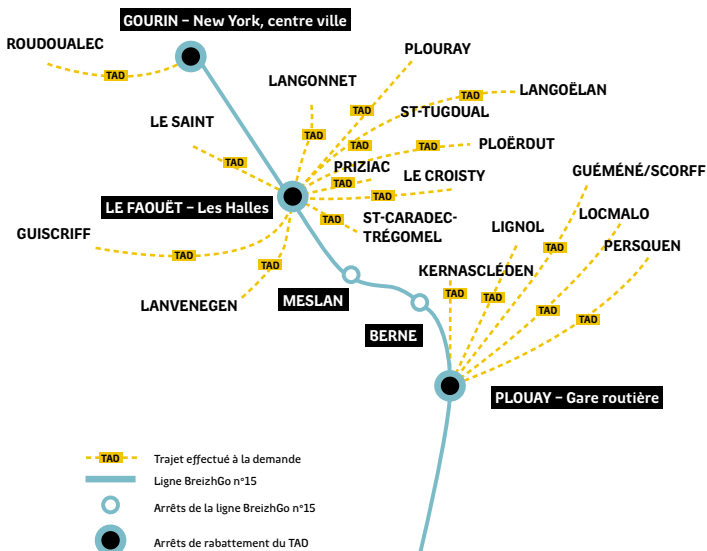 GOURIN – New York, centre ville
ROUDOUALEC
TAD
PLOURAY
LANGONNET
TAD
LANGOËLAN
TAD
ST-TUGDUAL
LE SAINT
TAD
TAD
TAD
PLOËRDUT
TAD
PRIZIAC
TAD
LE CROISTY
TAD
GUÉMÉNÉ/SCORFF
LE FAOUËT – Les Halles
TAD
ST-CARADEC-
TRÉGOMEL
LIGNOL
LOCMALO
GUISCRIFF
TAD
TAD
TAD
PERSQUEN
KERNASCLÉDEN
TAD
TAD
TAD
TAD
LANVENEGEN
MESLAN
BERNE
PLOUAY – Gare routière
TAD Trajet effectué à la demande
Ligne BreizhGo n°15
Arrêts de la ligne BreizhGo n°15
Arrêts de rabattement du TAD